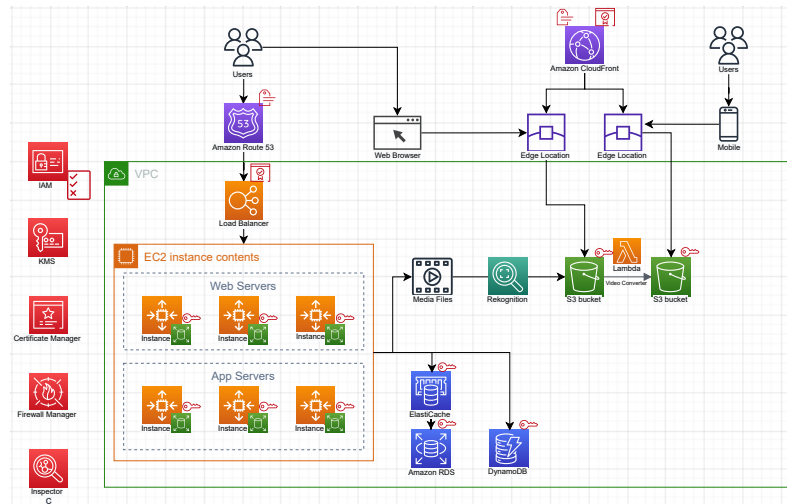 Users
Amazon CloudFront
Users
53
Amazon Route 53
Web Browser
Edge Location
Edge Location
Mobile
IAM
VPC
Load Balancer
KMS
EC2 instance contents
Web Servers
Instance
Instance
Instance
Media Files
Rekognition
S3 bucket
Lambda
Video Converter
S3 bucket
Certificate Manager
App Servers
Instance
Instance
Instance
Firewall Manager
ElastiCache
Amazon RDS
DynamoDB
Inspector
C